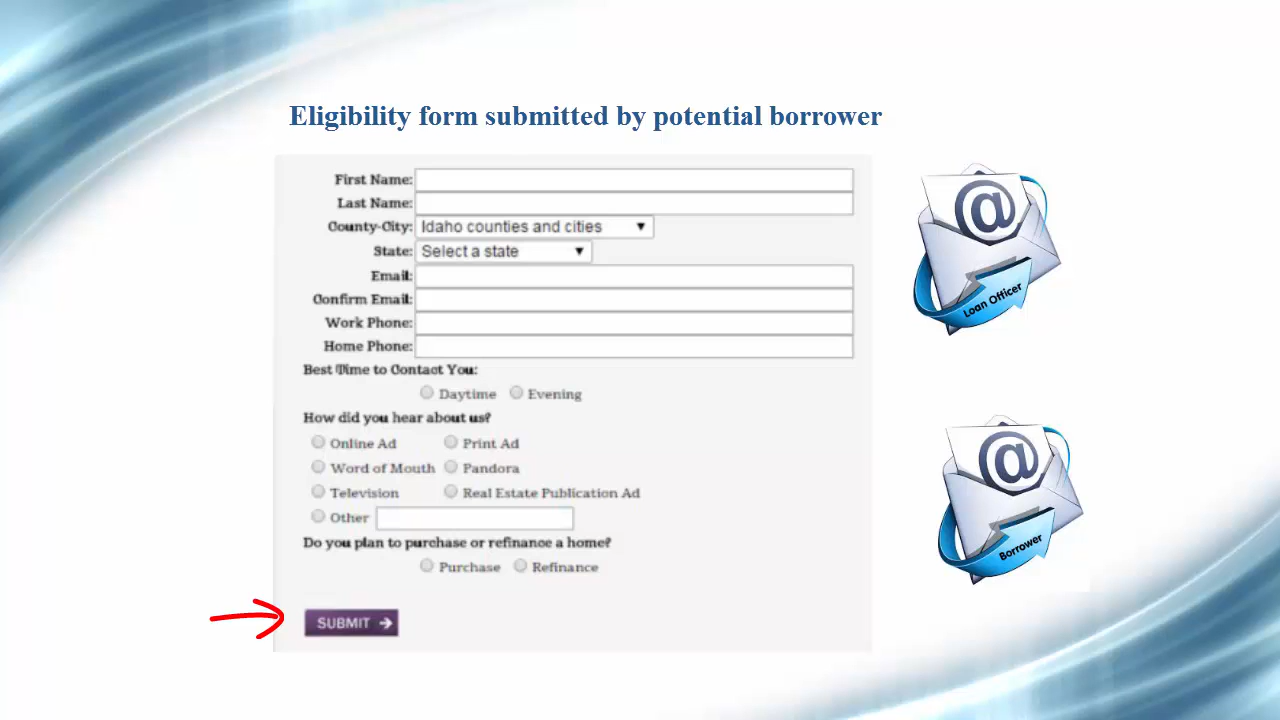 Eligibility form submitted by potential borrower
First Name:
Last Name:
County-City: Idaho counties and cities
State: Select a state
Email:
Confirm Email:
Work Phone:
Home Phone:
Best Time to Contact You:
Daytime Evening
How did you hear about us?
Online Ad Print Ad
Word of Mouth Pandora
Television Real Estate Publication Ad
Other
Do you plan to purchase or refinance a home?
Purchase Refinance
SUBMIT
@
Loan Officer
@
Borrower